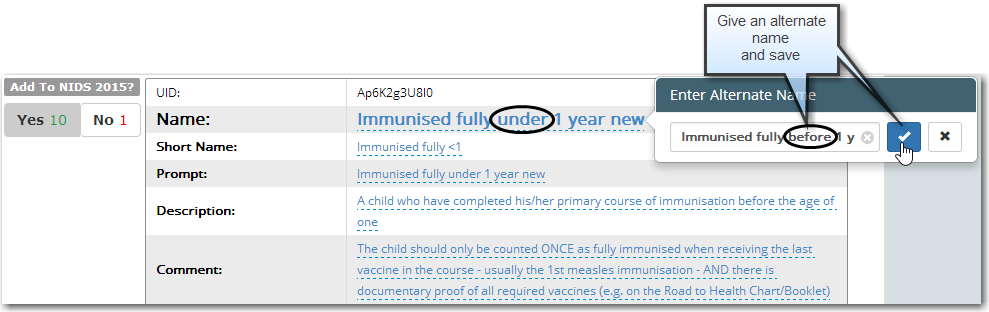 Give an alternate
name
and save
Add To NIDS 2015?
Yes 10 No 1
UID: Ap6K2g3U8I0
Name: Immunised fully under 1 year new
Short Name: Immunised fully <1
Prompt: Immunised fully under 1 year new
Description: A child who have completed his/her primary course of immunisation before the age of
one
Comment: The child should only be counted ONCE as fully immunised when receiving the last
vaccine in the course - usually the 1st measles immunisation - AND there is
documentary proof of all required vaccines (e.g. on the Road to Health Chart/Booklet)
Enter Alternate Name
Immunised fully before 1 y